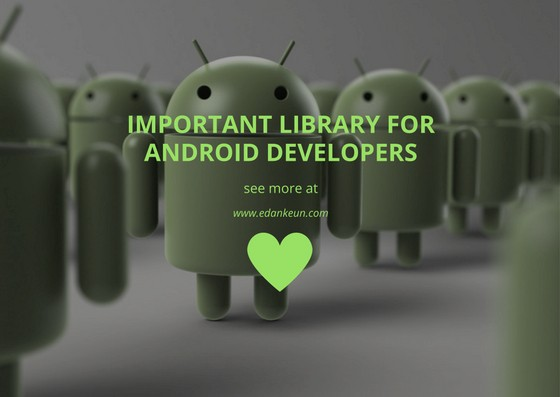 IMPORTANT LIBRARY FOR
ANDROID DEVELOPERS
see more at
www.edankeun.com